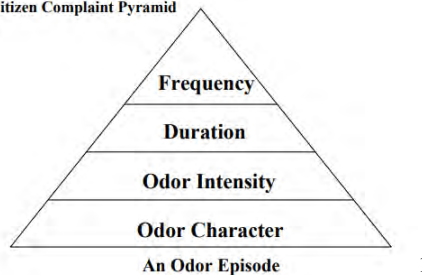 itizen Complaint Pyramid
Frequency
Duration
Odor Intensity
Odor Character
An Odor Episode